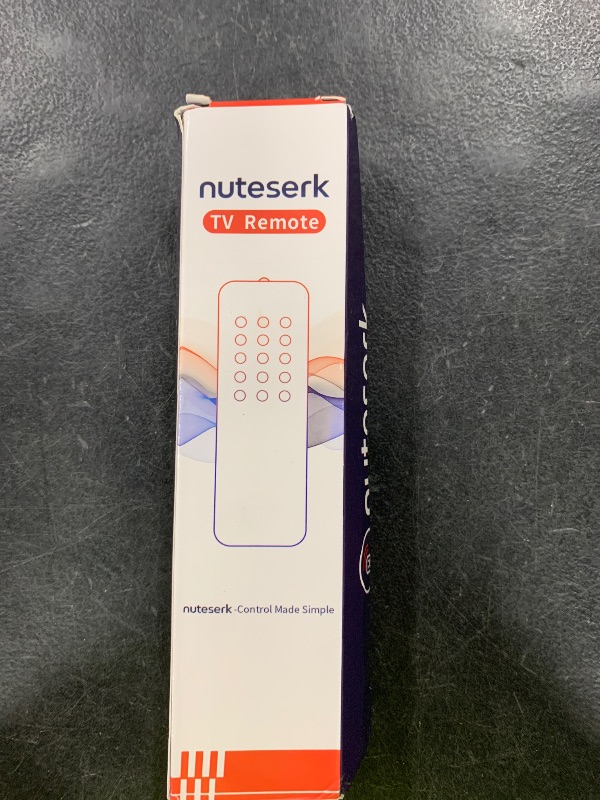 nuteserk
TV Remote
nuteserk-Control Made Simple